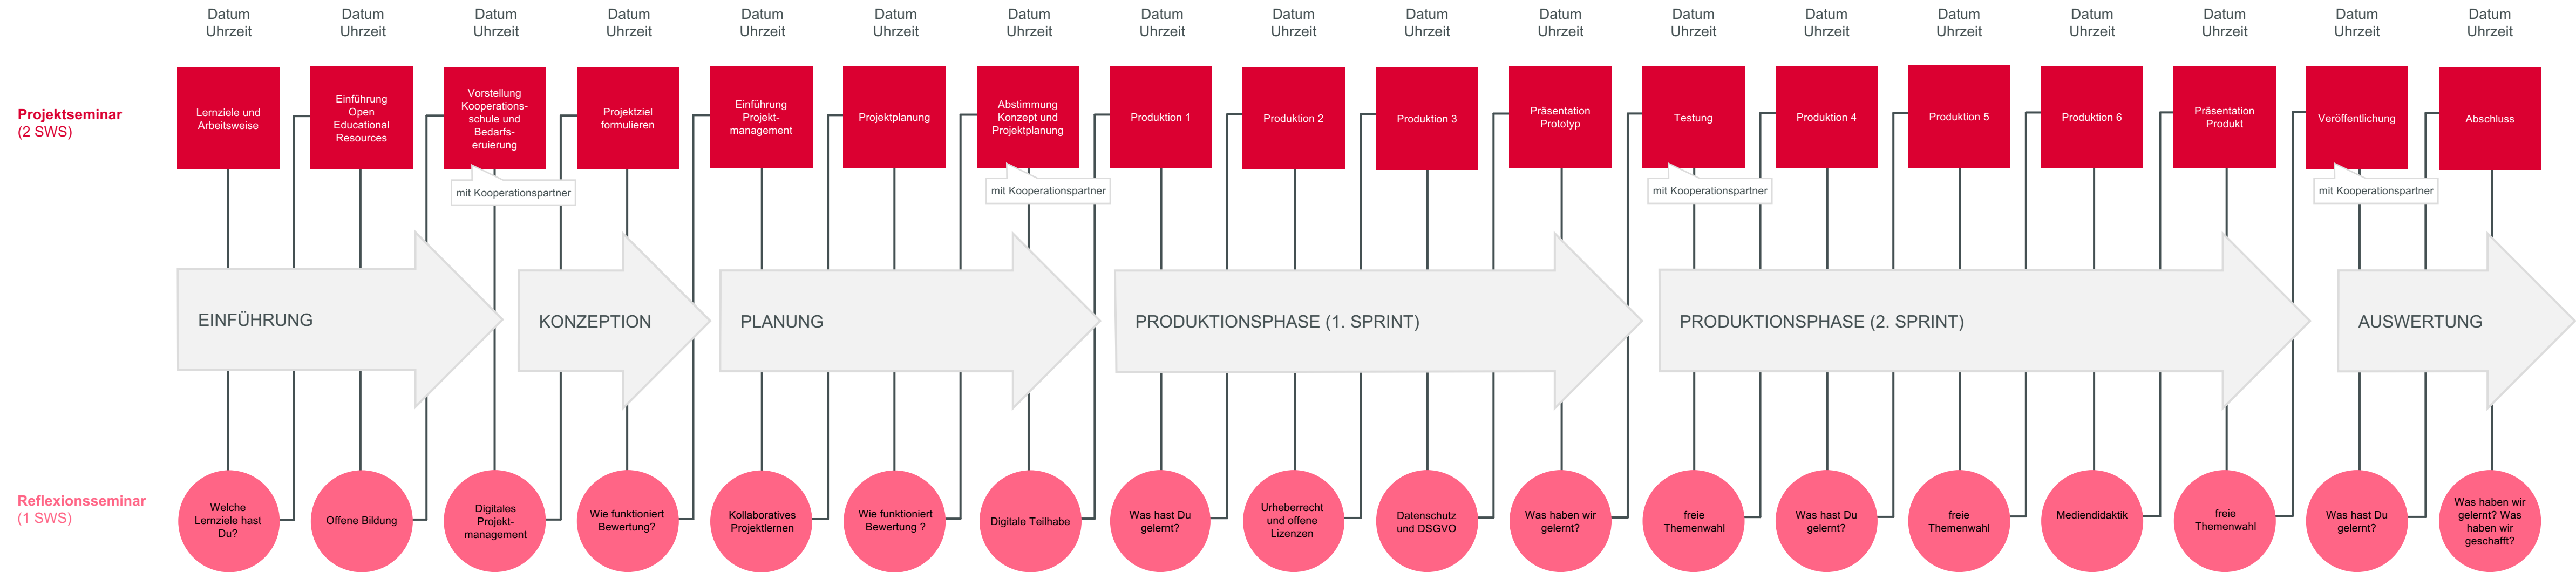 Datum
Uhrzeit
Datum
Uhrzeit
Datum
Uhrzeit
Datum
Uhrzeit
Datum
Uhrzeit
Datum
Uhrzeit
Datum
Uhrzeit
Datum
Uhrzeit
Datum
Uhrzeit
Datum
Uhrzeit
Datum
Uhrzeit
Datum
Uhrzeit
Datum
Uhrzeit
Datum
Uhrzeit
Datum
Uhrzeit
Datum
Uhrzeit
Datum
Uhrzeit
Datum
Uhrzeit
Projektseminar
(2 SWS)
Lernziele und
Arbeitsweise
Einführung
Open
Educational
Resources
Vorstellung
Kooperations-
schule und
Bedarfs-
eruierung
Projektziel
formulieren
Einführung
Projekt-
management
Projektplanung
Abstimmung
Konzept und
Projektplanung
Produktion 1
Produktion 2
Produktion 3
Präsentation
Prototyp
Testung
Produktion 4
Produktion 5
Produktion 6
Präsentation
Produkt
Veröffentlichung
Abschluss
mit Kooperationspartner
mit Kooperationspartner
mit Kooperationspartner
mit Kooperationspartner
EINFÜHRUNG
KONZEPTION
PLANUNG
PRODUKTIONSPHASE (1. SPRINT)
PRODUKTIONSPHASE (2. SPRINT)
AUSWERTUNG
Reflexionsseminar
(1 SWS)
Welche
Lernziele hast
Du?
Offene Bildung
Digitales
Projekt-
management
Wie funktioniert
Bewertung?
Kollaboratives
Projektlernen
Wie funktioniert
Bewertung ?
Digitale Teilhabe
Was hast Du
gelernt?
Urheberrecht
und offene
Lizenzen
Datenschutz
und DSGVO
Was haben wir
gelernt?
freie
Themenwahl
Was hast Du
gelernt?
freie
Themenwahl
Mediendidaktik
freie
Themenwahl
Was hast Du
gelernt?
Was haben wir
gelernt? Was
haben wir
geschafft?